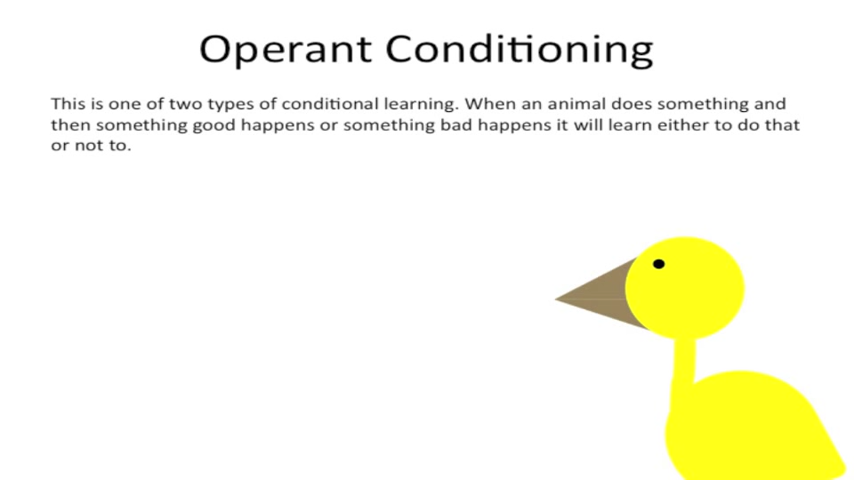 Operant Conditioning
This is one of two types of conditional learning. When an animal does something and
then something good happens or something bad happens it will learn either to do that
or not to.